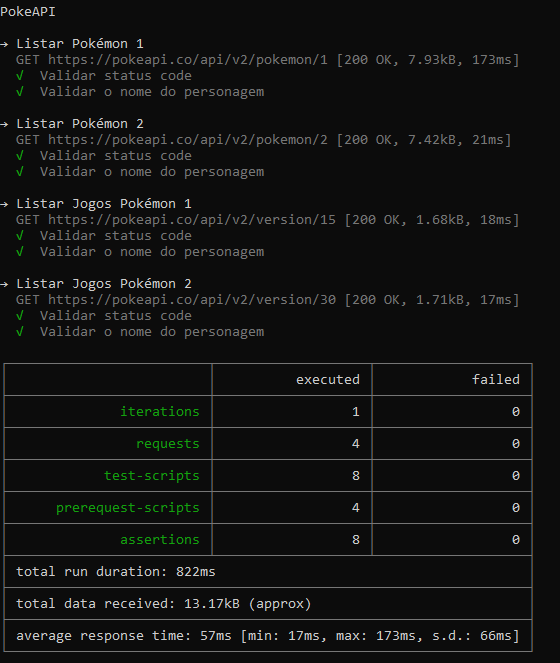 PokeAPI
→ Listar Pokémon 1
GET https://pokeapi.co/api/v2/pokemon/1 [200 OK, 7.93kB, 173ms]
√ Validar status code
√ Validar o nome do personagem
→ Listar Pokémon 2
GET https://pokeapi.co/api/v2/pokemon/2 [200 OK, 7.42kB, 21ms]
√ Validar status code
√ Validar o nome do personagem
→ Listar Jogos Pokémon 1
GET https://pokeapi.co/api/v2/version/15 [200 OK, 1.68kB, 18ms]
√ Validar status code
√ Validar o nome do personagem
→ Listar Jogos Pokémon 2
GET https://pokeapi.co/api/v2/version/30 [200 OK, 1.71kB, 17ms]
√ Validar status code
√ Validar o nome do personagem
executed failed
iterations 1 0
requests 4 0
test-scripts 8 0
prerequest-scripts 4 0
assertions 8 0
total run duration: 822ms
total data received: 13.17kB (approx)
average response time: 57ms [min: 17ms, max: 173ms, s.d.: 66ms]